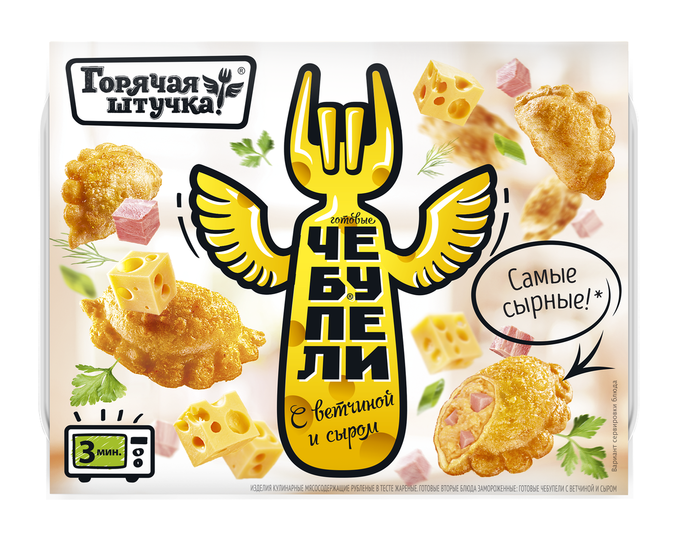 ГОРЯЧАЯ ®
ШТУЧКА!
готовые
ЧЕ
БУ®
ПЕ
ЛИ
С ветчиной
и сыром
Самые
сырные!*
3 мин.
Вариант сервировки блюда
ИЗДЕЛИЯ КУЛИНАРНЫЕ МЯСОСОДЕРЖАЩИЕ РУБЛЕНЫЕ В ТЕСТЕ ЖАРЕНЫЕ. ГОТОВЫЕ ВТОРЫЕ БЛЮДА ЗАМОРОЖЕННЫЕ: ГОТОВЫЕ ЧЕБУПЕЛИ С ВЕТЧИНОЙ И СЫРОМ